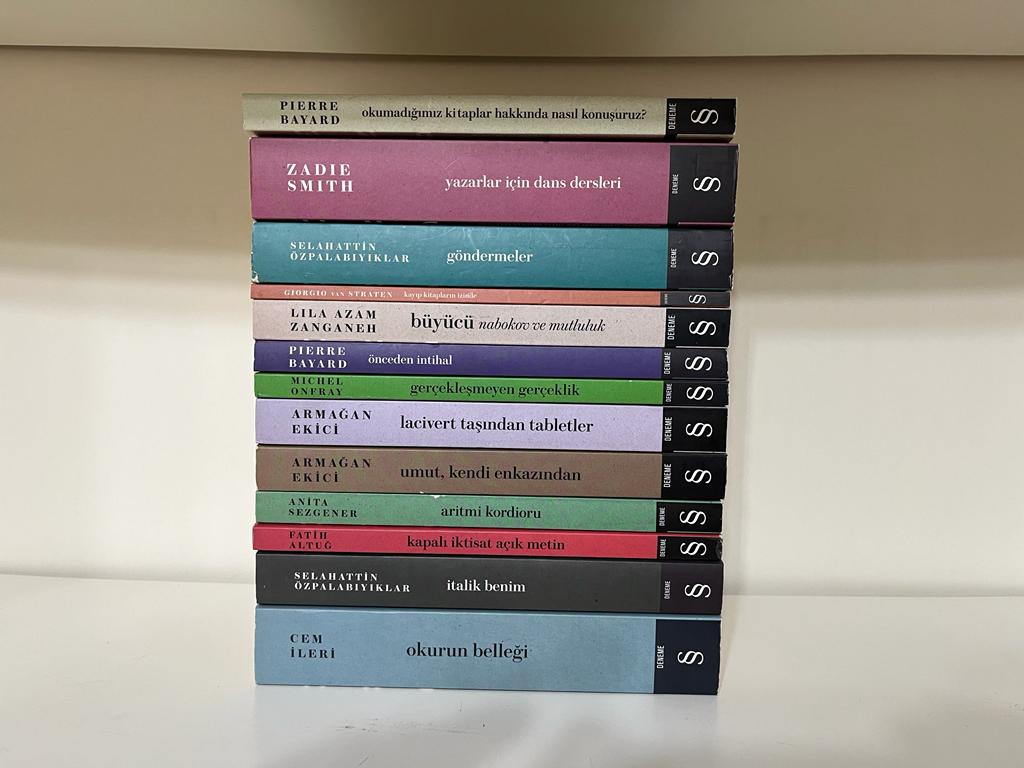 PIERRE
BAYARD
okumadığımız kitaplar hakkında nasıl konuşuruz?
DENEME
ZADIE
SMITH
yazarlar için dans dersleri
DENEME
SELAHATTİN
ÖZPALABIYIKLAR
göndermeler
DENEME
GIORGIO VAN STRATEN
kayıp kitapların izinde
DENEME
LILA AZAM
ZANGANEH
büyücü nabokov ve mutluluk
DENEME
PIERRE
BAYARD
önceden intihal
DENEME
MICHEL
ONFRAY
gerçekleşmeyen gerçeklik
DENEME
ARMAĞAN
EKİCİ
lacivert taşından tabletler
DENEME
ARMAĞAN
EKİCİ
umut, kendi enkazından
DENEME
ANİTA
SEZGENER
aritmi kordioru
DENEME
FATİH
ALTUĞ
kapalı iktisat açık metin
DENEME
SELAHATTİN
ÖZPALABIYIKLAR
italik benim
DENEME
CEM
İLERİ
okurun belleği
DENEME